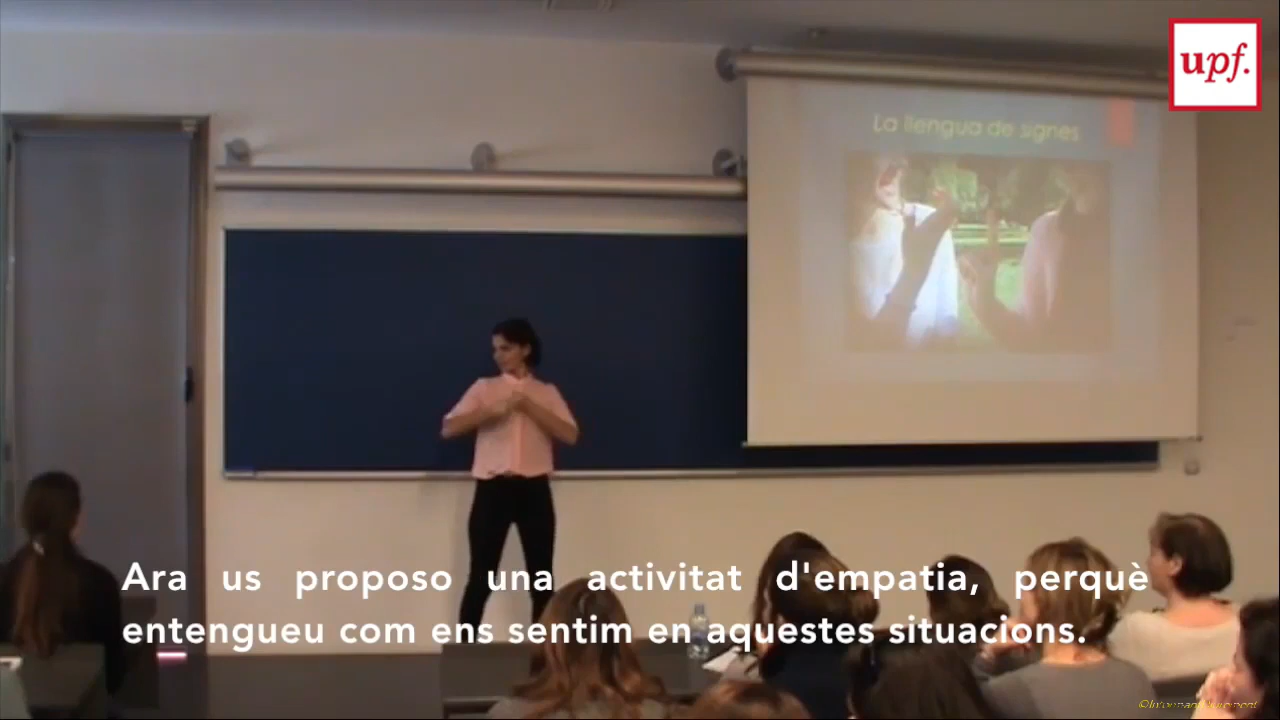 upf.
La llengua de signes
Ara us proposo una activitat d'empatia, perquè
entengueu com ens sentim en aquestes situacions.